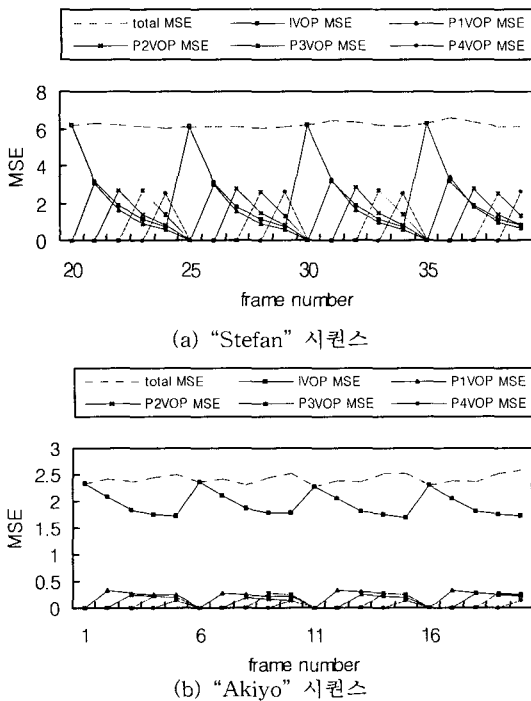 total MSE IVOP MSE P1VOP MSE
P2VOP MSE P3VOP MSE P4VOP MSE
8
6
4
2
0
MSE
20 25 30 35
frame number
(a) “Stefan” 시퀀스
total MSE IVOP MSE P1VOP MSE
P2VOP MSE P3VOP MSE P4VOP MSE
3
2.5
2
1.5
1
0.5
0
MSE
1 6 11 16
frame number
(b) “Akiyo” 시퀀스